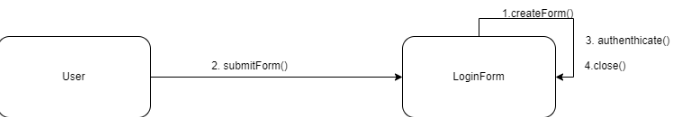 1.createForm()
3. authenthicate()
2. submitForm()
4.close()
User
LoginForm